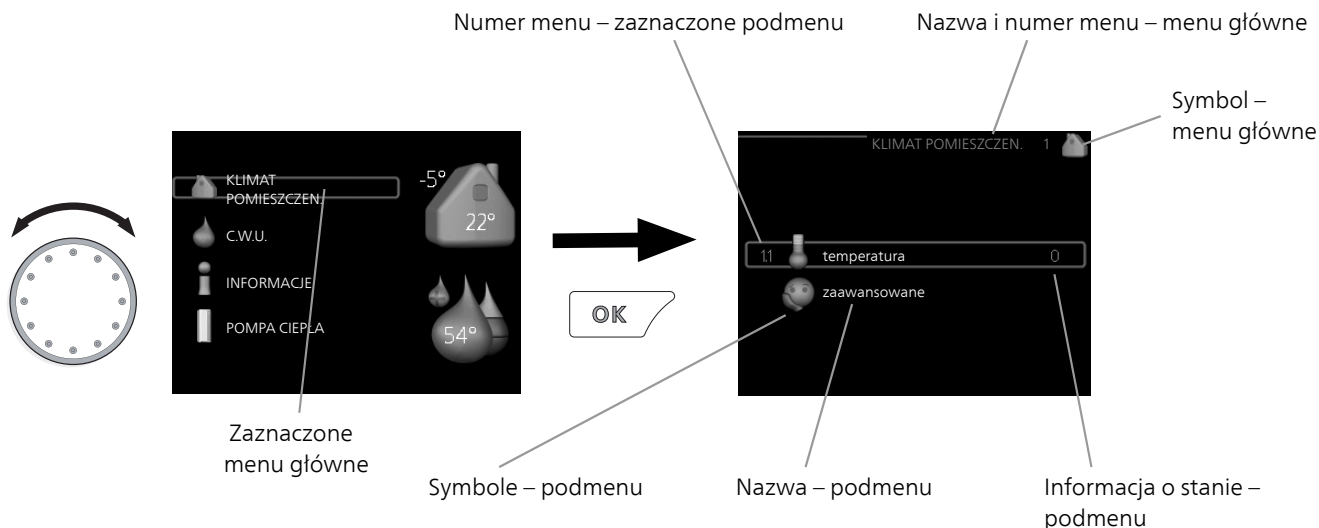 Numer menu – zaznaczone podmenu
Nazwa i numer menu – menu główne
Symbol –
menu główne
KLIMAT
POMIESZCZEN.
C.W.U.
INFORMACJE
POMPA CIEPŁA
-5°
22°
54°
OK
KLIMAT POMIESZCZEN. 1
1.1 temperatura 0
zaawansowane
Zaznaczone
menu główne
Symbole – podmenu
Nazwa – podmenu
Informacja o stanie –
podmenu